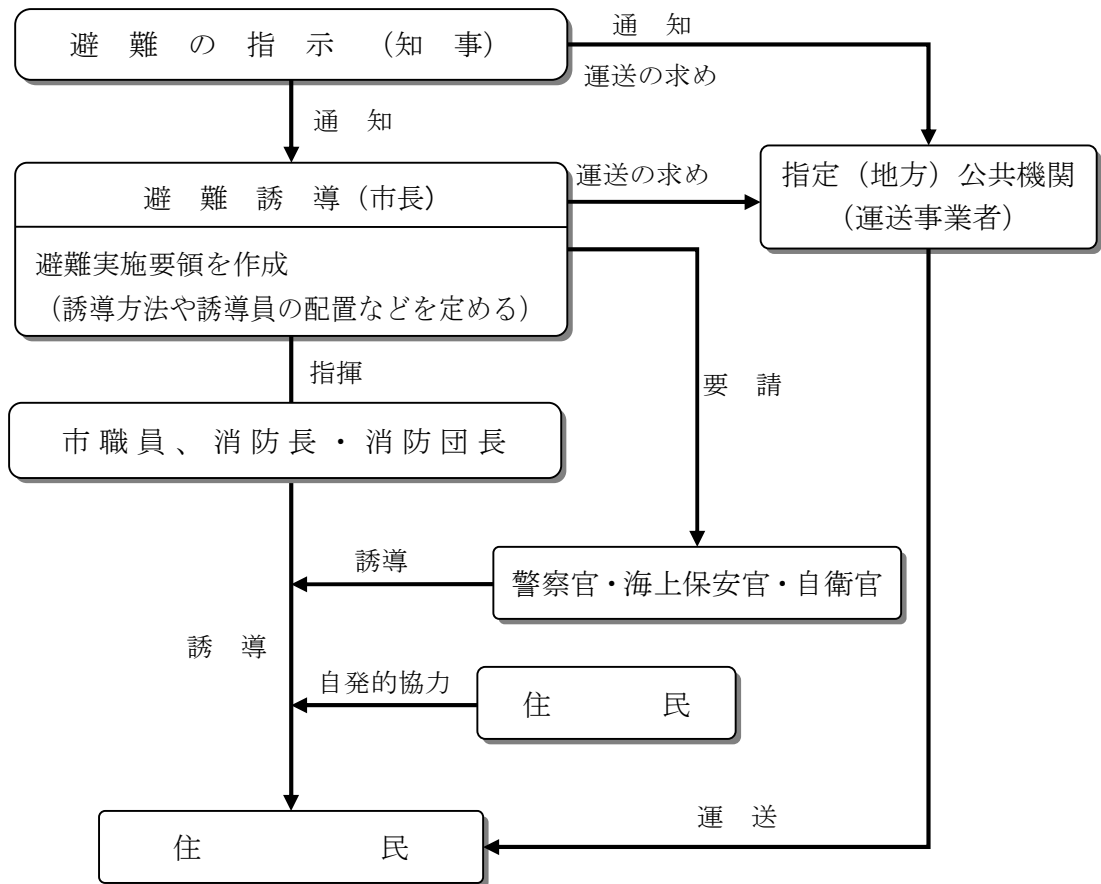 避難の指示（知事）
通知
運送の求め
通知
避難誘導（市長）
運送の求め
指定（地方）公共機関
（運送事業者）
避難実施要領を作成
（誘導方法や誘導員の配置などを定める）
指揮
要請
市職員、消防長・消防団長
誘導
警察官・海上保安官・自衛官
誘導
自発的協力
住民
運送
住民